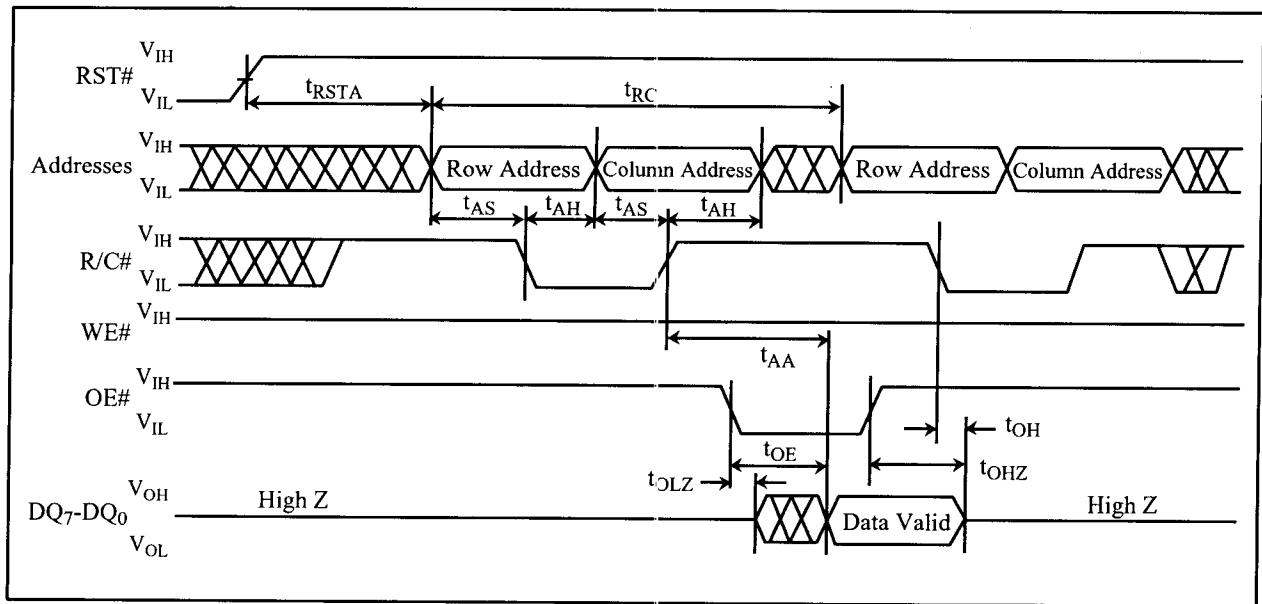 V_IH
RST#
V_IL
t_RSTA
t_RC
V_IH
Addresses
V_IL
Row Address
Column Address
Row Address
Column Address
t_AS
t_AH
t_AS
t_AH
V_IH
R/C#
V_IL
V_IH
WE#
t_AA
V_IH
OE#
V_IL
t_OH
t_OE
t_OHZ
t_OLZ
V_OH
High Z
DQ7-DQ0
Data Valid
High Z
V_OL